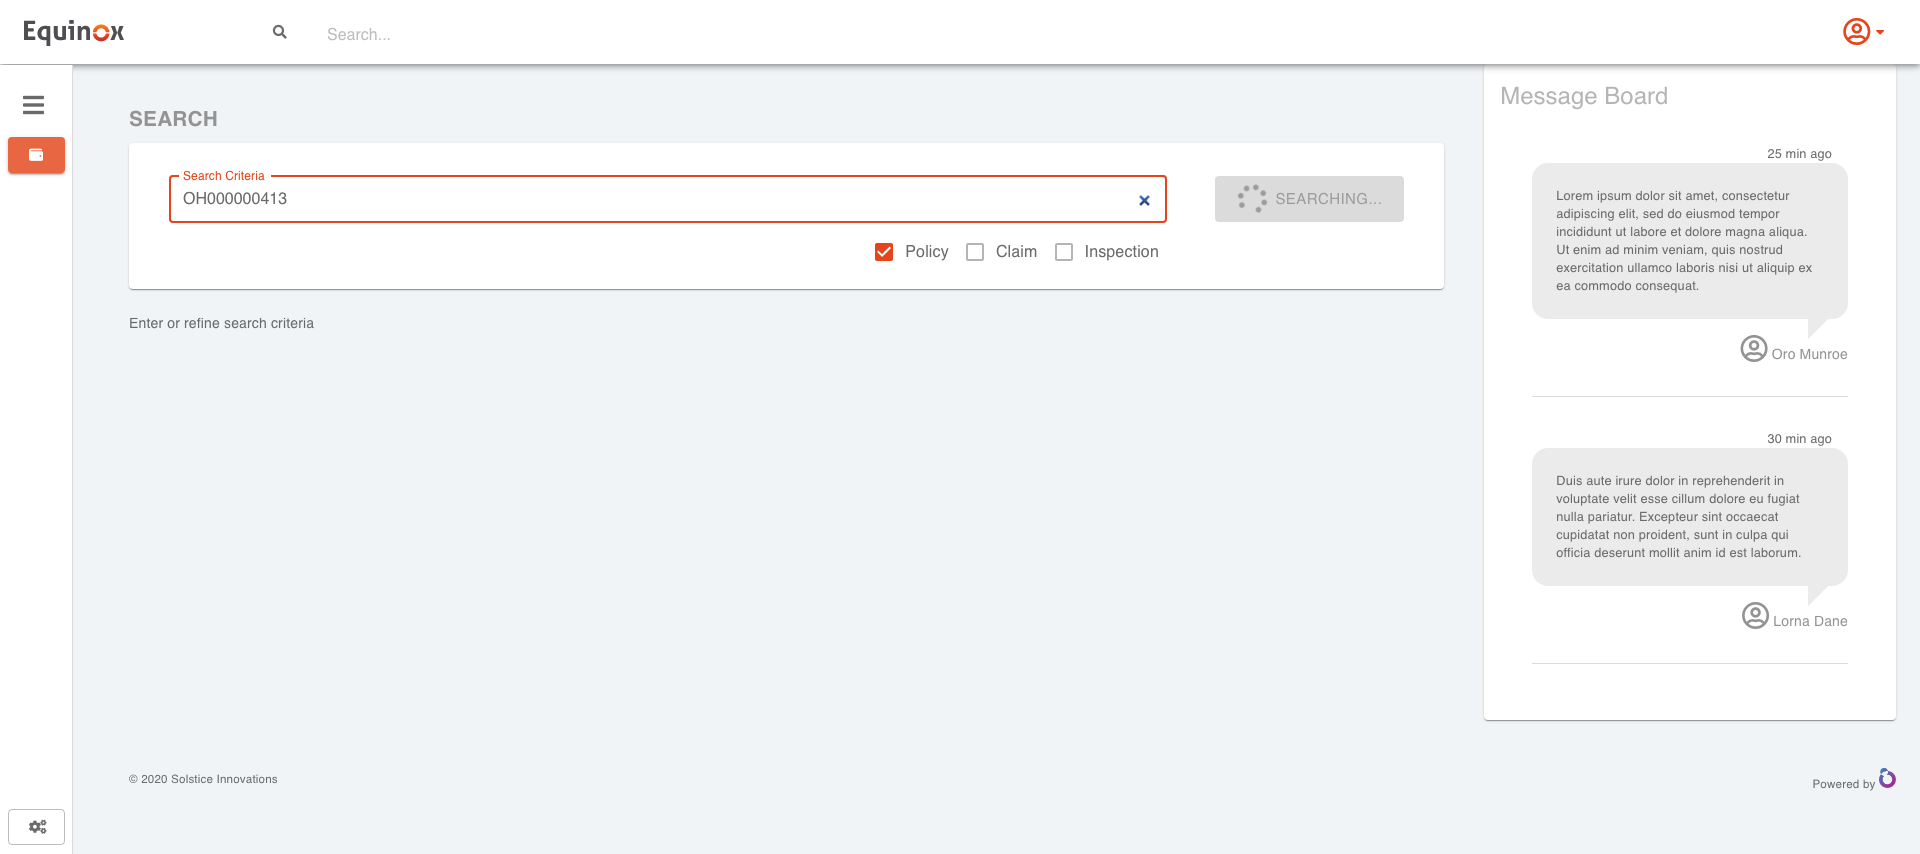 Equinox
Search...
SEARCH
Search Criteria
OH000000413
SEARCHING...
Policy
Claim
Inspection
Enter or refine search criteria
Message Board
25 min ago
Lorem ipsum dolor sit amet, consectetur
adipiscing elit, sed do eiusmod tempor
incididunt ut labore et dolore magna aliqua.
Ut enim ad minim veniam, quis nostrud
exercitation ullamco laboris nisi ut aliquip ex
ea commodo consequat.
Oro Munroe
30 min ago
Duis aute irure dolor in reprehenderit in
voluptate velit esse cillum dolore eu fugiat
nulla pariatur. Excepteur sint occaecat
cupidatat non proident, sunt in culpa qui
officia deserunt mollit anim id est laborum.
Lorna Dane
© 2020 Solstice Innovations
Powered by